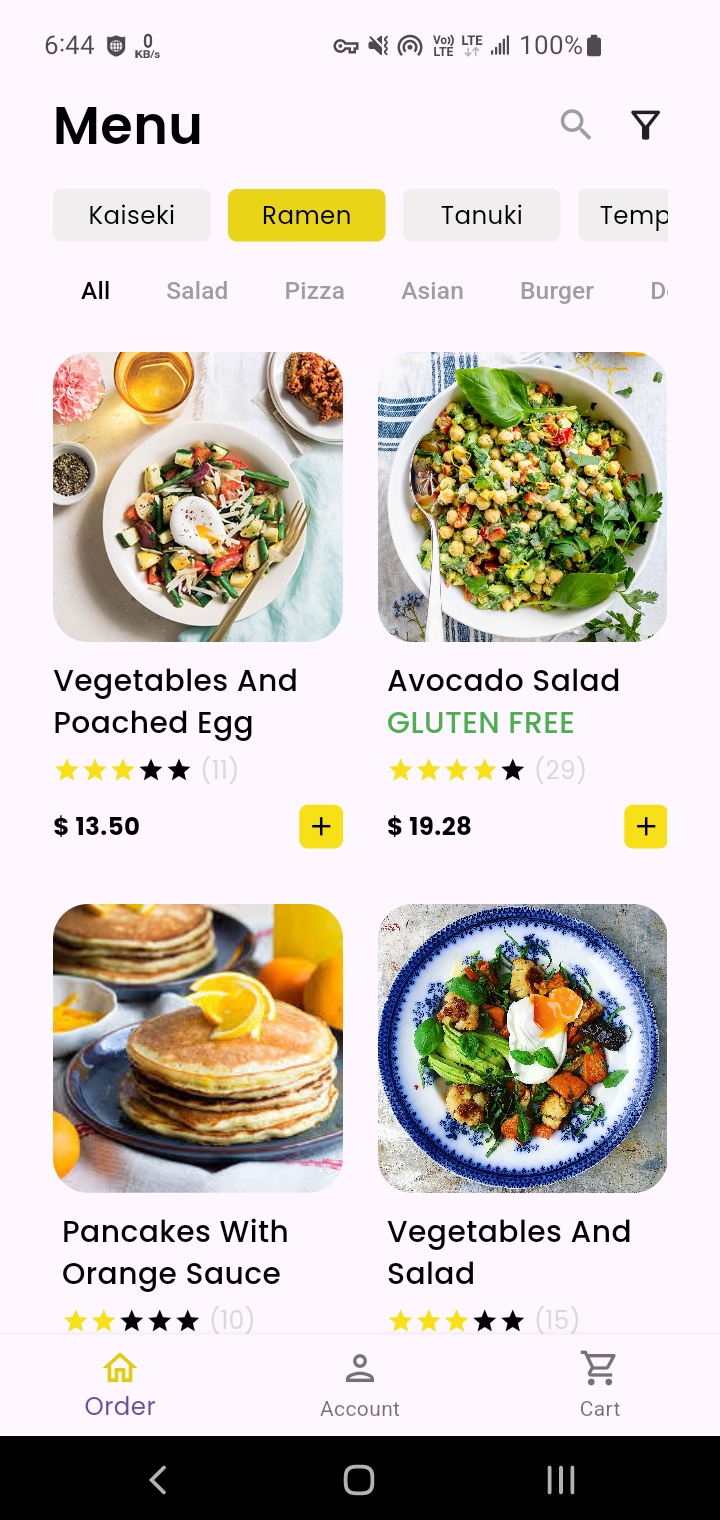 6:44 0 KB/s Vo)) LTE LTE 100%
Menu
Kaiseki Ramen Tanuki Temp
All Salad Pizza Asian Burger D
Vegetables And
Poached Egg
(11)
$ 13.50
Avocado Salad
GLUTEN FREE
(29)
$ 19.28
Pancakes With
Orange Sauce
(10)
Vegetables And
Salad
(15)
Order Account Cart